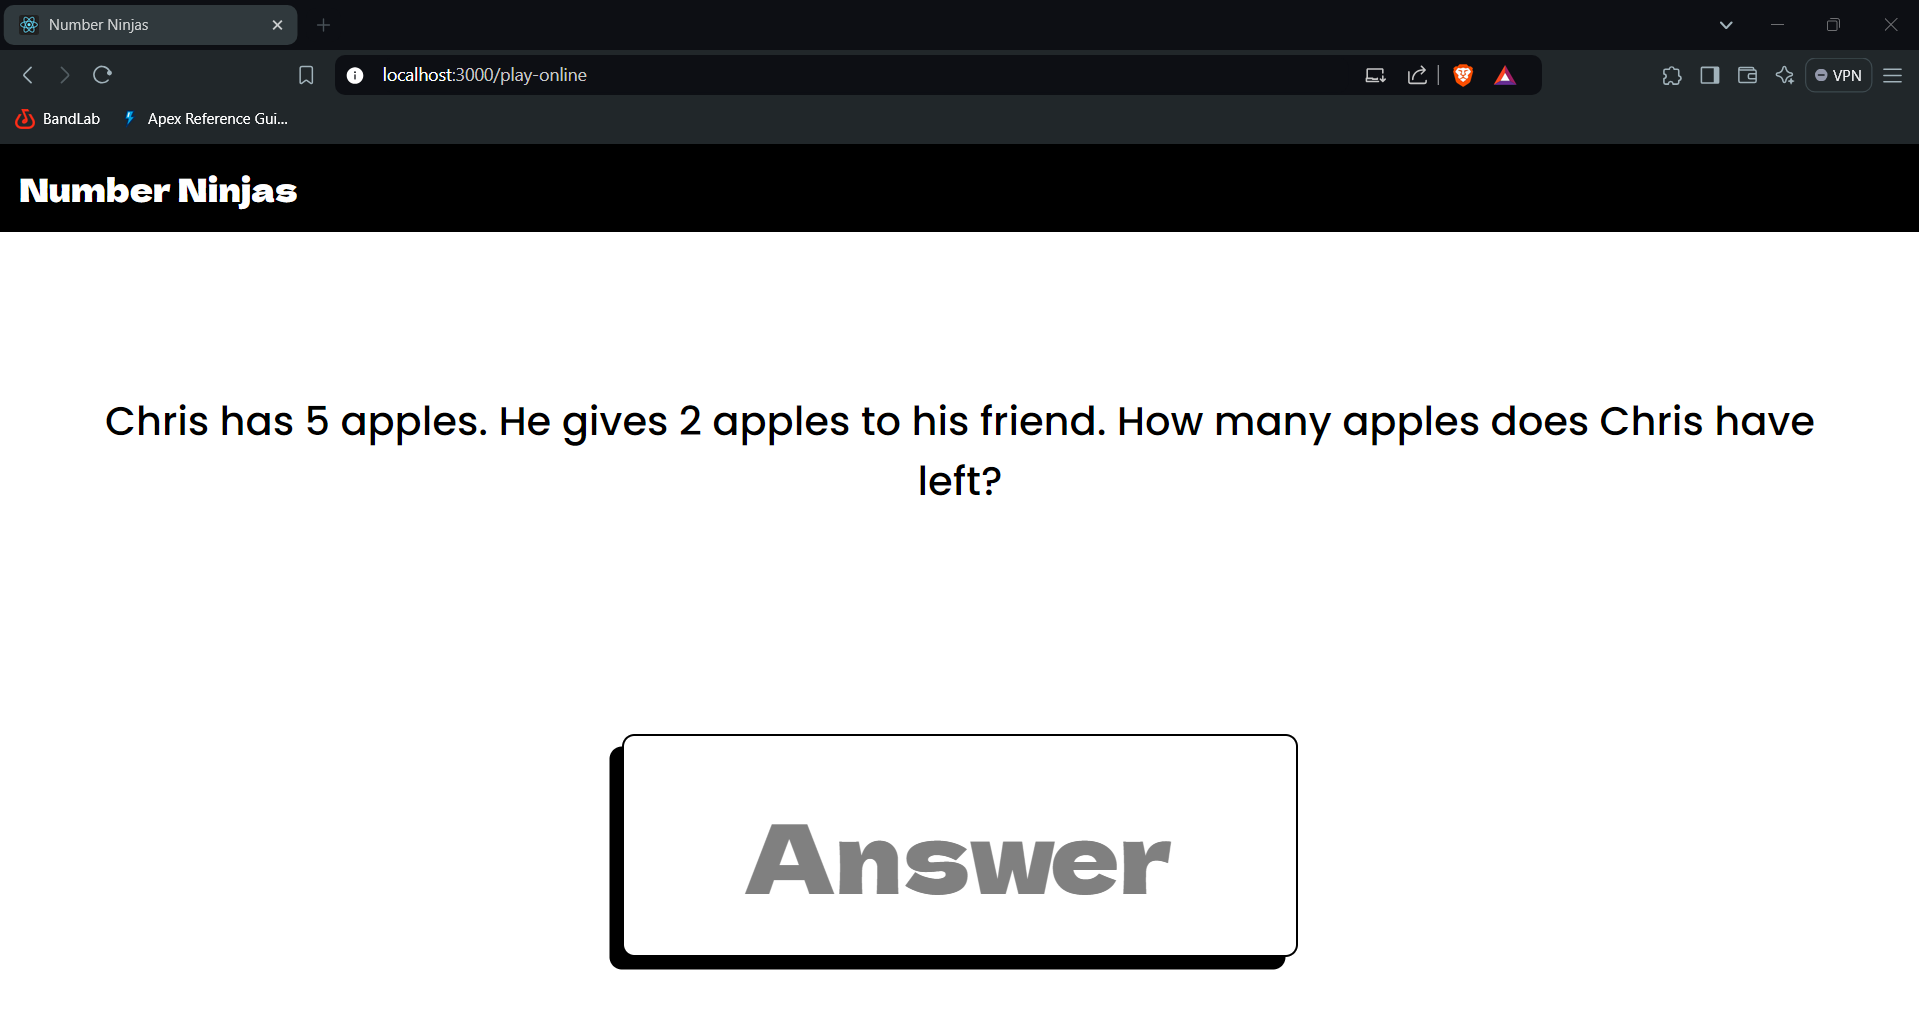 Number Ninjas
localhost:3000/play-online
VPN
BandLab
Apex Reference Gui...
Number Ninjas
Chris has 5 apples. He gives 2 apples to his friend. How many apples does Chris have
left?
Answer